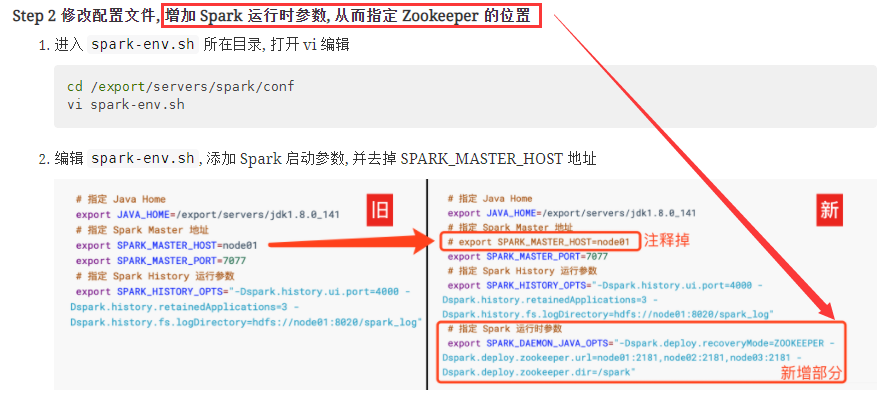 Step 2 修改配置文件, 增加 Spark 运行时参数, 从而指定 Zookeeper 的位置
1. 进入 spark-env.sh 所在目录, 打开 vi 编辑
cd /export/servers/spark/conf
vi spark-env.sh
2. 编辑 spark-env.sh, 添加 Spark 启动参数, 并去掉 SPARK_MASTER_HOST 地址
旧
# 指定 Java Home
export JAVA_HOME=/export/servers/jdk1.8.0_141
# 指定 Spark Master 地址
export SPARK_MASTER_HOST=node01
export SPARK_MASTER_PORT=7077
# 指定 Spark History 运行参数
export SPARK_HISTORY_OPTS="-Dspark.history.ui.port=4000 -
Dspark.history.retainedApplications=3 -
Dspark.history.fs.logDirectory=hdfs://node01:8020/spark_log"
新
# 指定 Java Home
export JAVA_HOME=/export/servers/jdk1.8.0_141
# 指定 Spark Master 地址
# export SPARK_MASTER_HOST=node01 注释掉
export SPARK_MASTER_PORT=7077
# 指定 Spark History 运行参数
export SPARK_HISTORY_OPTS="-Dspark.history.ui.port=4000 -
Dspark.history.retainedApplications=3 -
Dspark.history.fs.logDirectory=hdfs://node01:8020/spark_log"
# 指定 Spark 运行时参数
export SPARK_DAEMON_JAVA_OPTS="-Dspark.deploy.recoveryMode=ZOOKEEPER -
Dspark.deploy.zookeeper.url=node01:2181,node02:2181,node03:2181 -
Dspark.deploy.zookeeper.dir=/spark"
新增部分